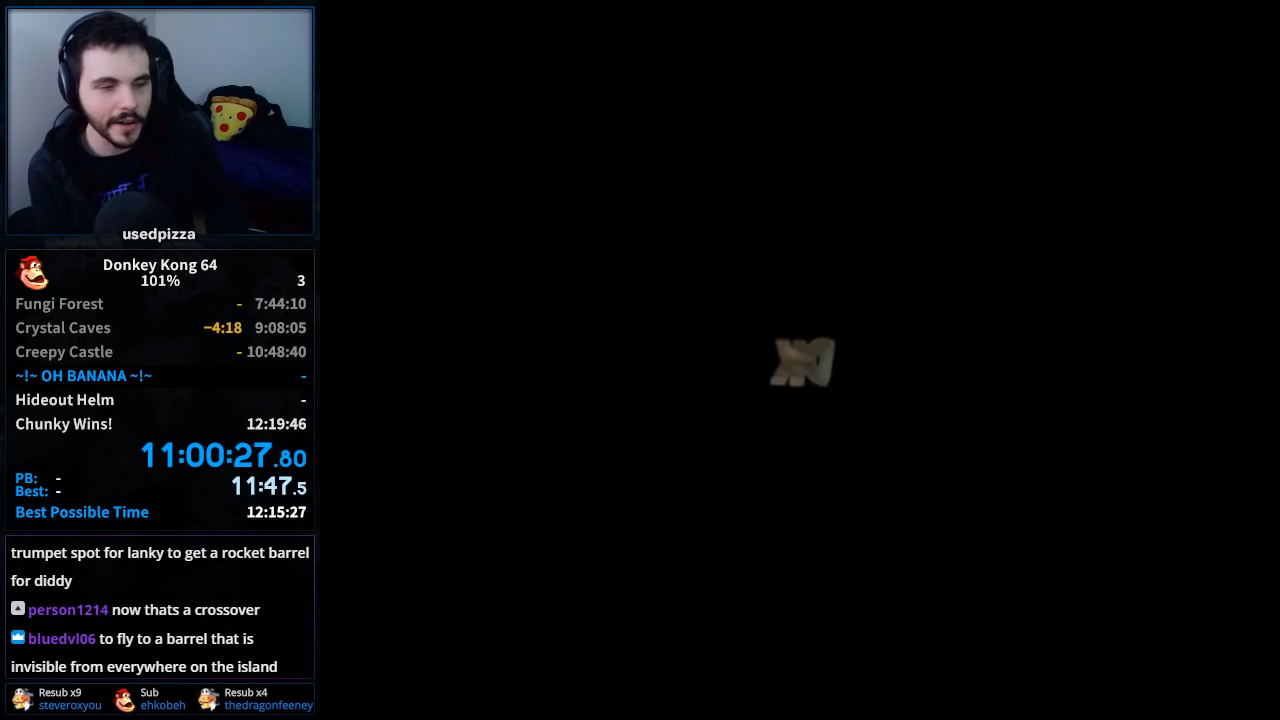 usedpizza
Donkey Kong 64
101% 3
Fungi Forest - 7:44:10
Crystal Caves −4:18 9:08:05
Creepy Castle - 10:48:40
~!~ OH BANANA ~!~ -
Hideout Helm -
Chunky Wins! 12:19:46
11:00:27.80
PB: -
Best: - 11:47.5
Best Possible Time 12:15:27
trumpet spot for lanky to get a rocket barrel
for diddy
person1214 now thats a crossover
bluedvl06 to fly to a barrel that is
invisible from everywhere on the island
Resub x9 Sub Resub x4
steveroxyou ehkobeh thedragonfeeney